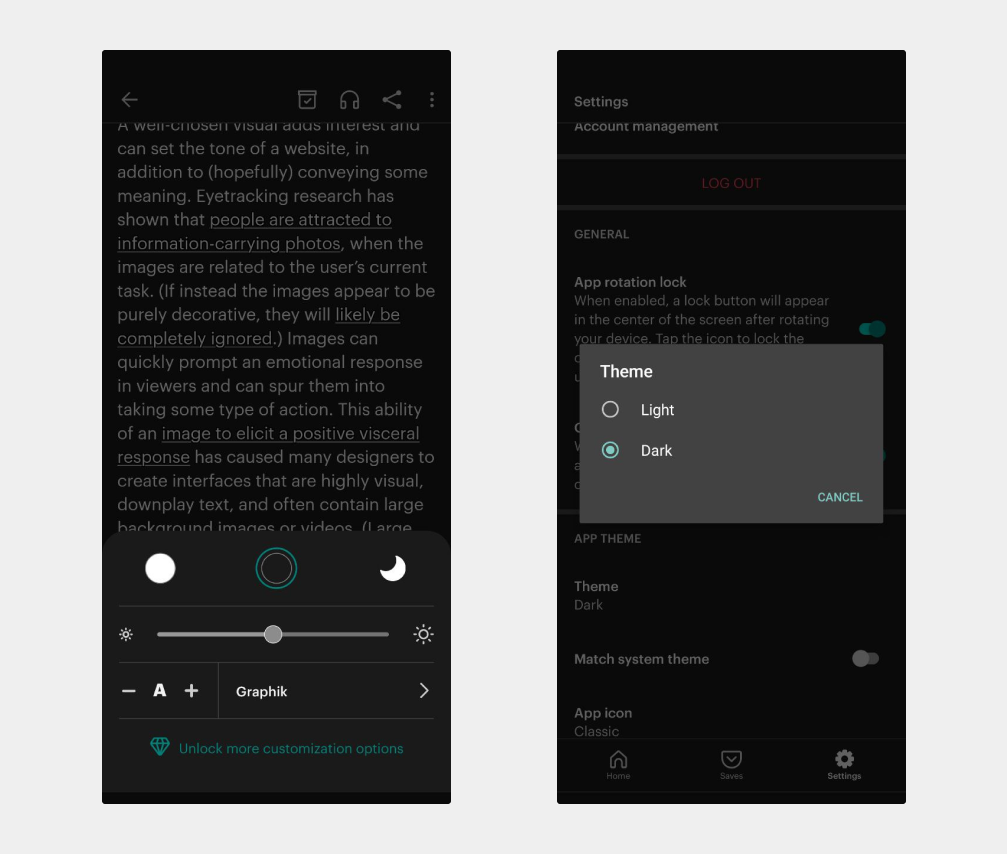 A well-chosen visual adds interest and
can set the tone of a website, in
addition to (hopefully) conveying some
meaning. Eyetracking research has
shown that people are attracted to
information-carrying photos, when the
images are related to the user's current
task. (If instead the images appear to be
purely decorative, they will likely be
completely ignored.) Images can
quickly prompt an emotional response
in viewers and can spur them into
taking some type of action. This ability
of an image to elicit a positive visceral
response has caused many designers to
create interfaces that are highly visual,
downplay text, and often contain large
background images or videos. (Large
A
Graphik
Unlock more customization options
Settings
Account management
LOG OUT
GENERAL
App rotation lock
When enabled, a lock button will appear
in the center of the screen after rotating
your device. Tap the icon to lock the
Theme
Light
Dark
CANCEL
APP THEME
Theme
Dark
Match system theme
App icon
Classic
Home
Saves
Settings